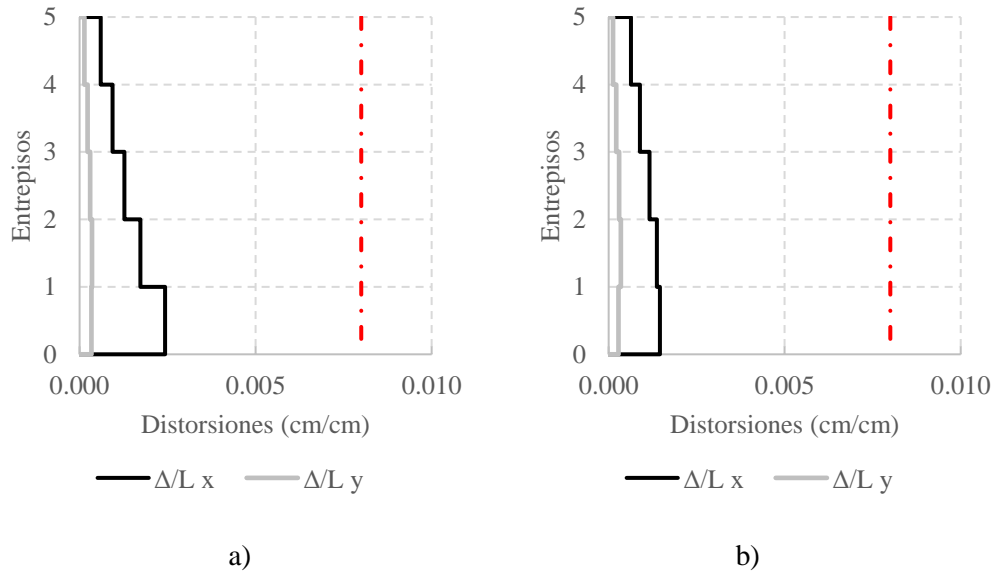 5
4
3
2
1
0
Entrepisos
0.000 0.005 0.010
Distorsiones (cm/cm)
Δ/L x Δ/L y
a)
5
4
3
2
1
0
Entrepisos
0.000 0.005 0.010
Distorsiones (cm/cm)
Δ/L x Δ/L y
b)